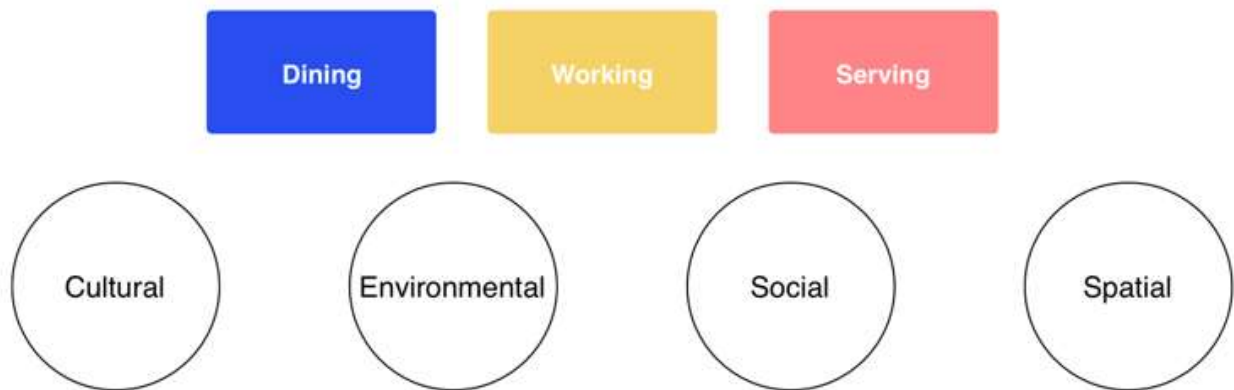 Dining
Working
Serving
Cultural
Environmental
Social
Spatial